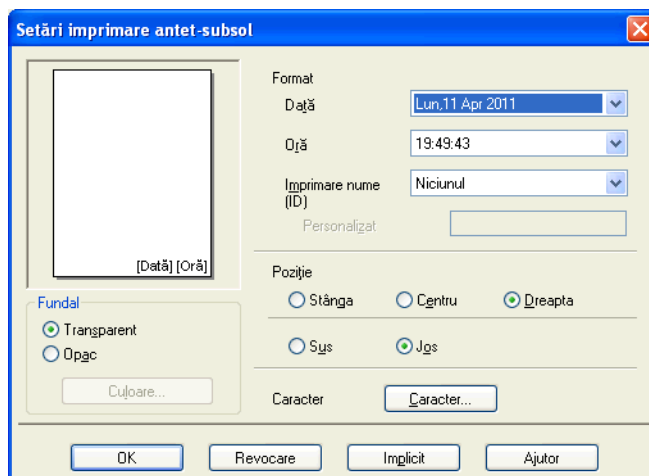 Setări imprimare antet-subsol
[Dată] [Oră]
Fundal
Transparent
Opac
Culoare...
Format
Dată
Lun,11 Apr 2011
Oră
19:49:43
Imprimare nume
(ID)
Niciunul
Personalizat
Poziţie
Stânga
Centru
Dreapta
Sus
Jos
Caracter
Caracter...
OK
Revocare
Implicit
Ajutor